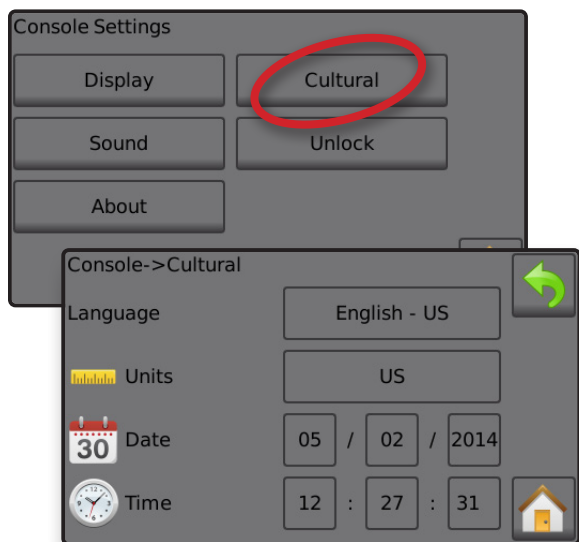 Console Settings
Display Cultural
Sound Unlock
About
Console->Cultural
Language English - US
Units US
30 Date 05 / 02 / 2014
Time 12 : 27 : 31